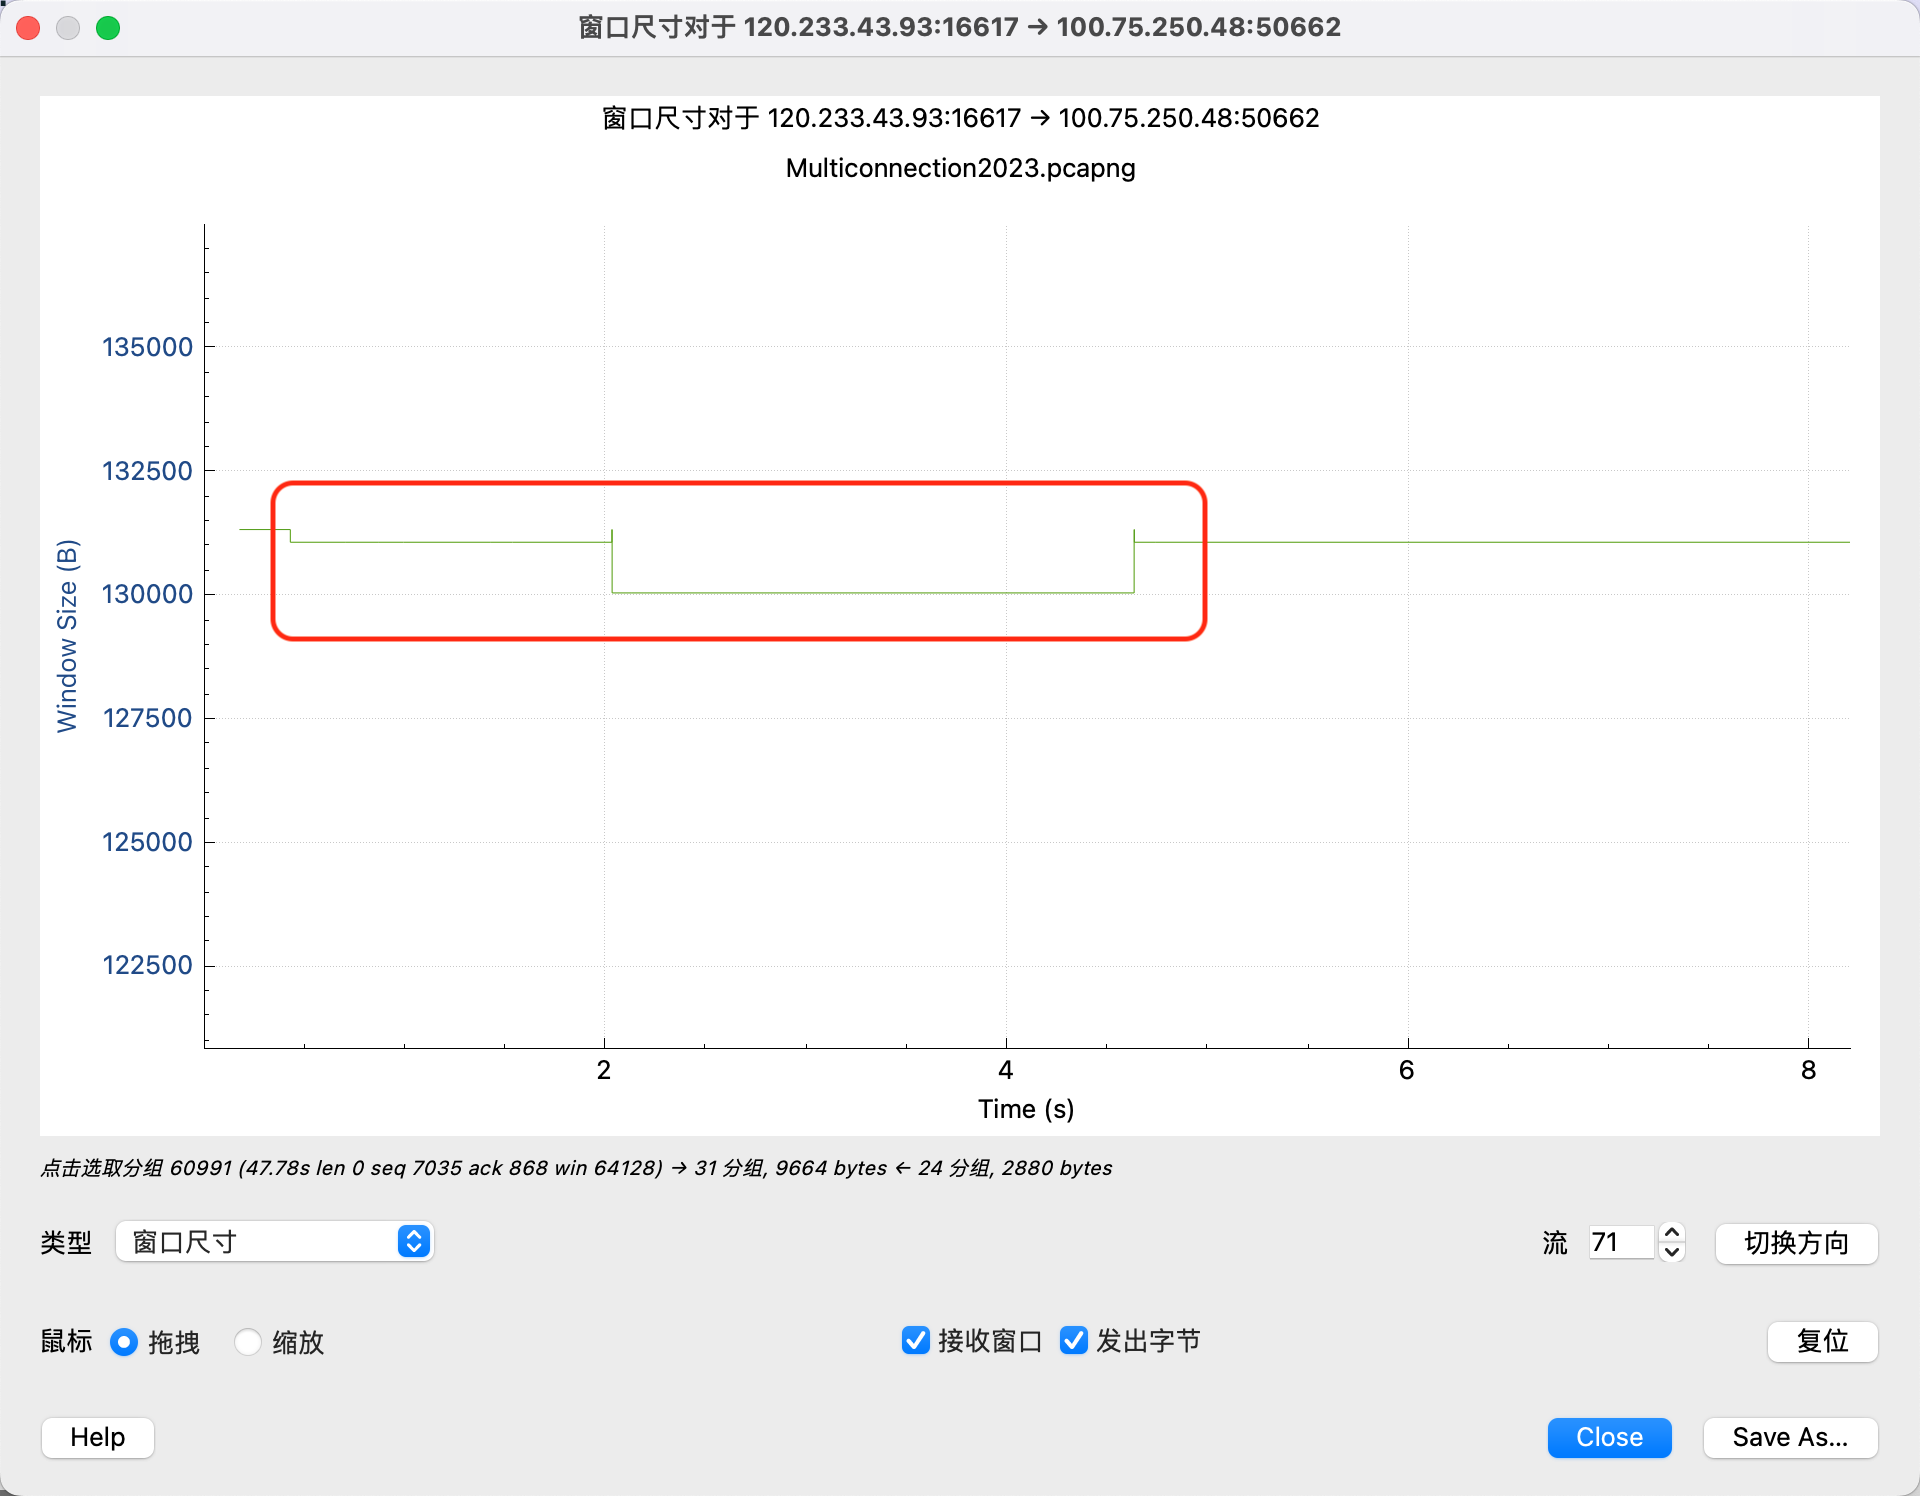 窗口尺寸对于 120.233.43.93:16617 → 100.75.250.48:50662
窗口尺寸对于 120.233.43.93:16617 → 100.75.250.48:50662
Multiconnection2023.pcapng
135000
132500
130000
127500
125000
122500
Window Size (B)
2 4 6 8
Time (s)
点击选取分组 60991 (47.78s len 0 seq 7035 ack 868 win 64128) → 31 分组, 9664 bytes ← 24 分组, 2880 bytes
类型 窗口尺寸 流 71 切换方向
鼠标 拖拽 缩放 接收窗口 发出字节 复位
Help Close Save As...